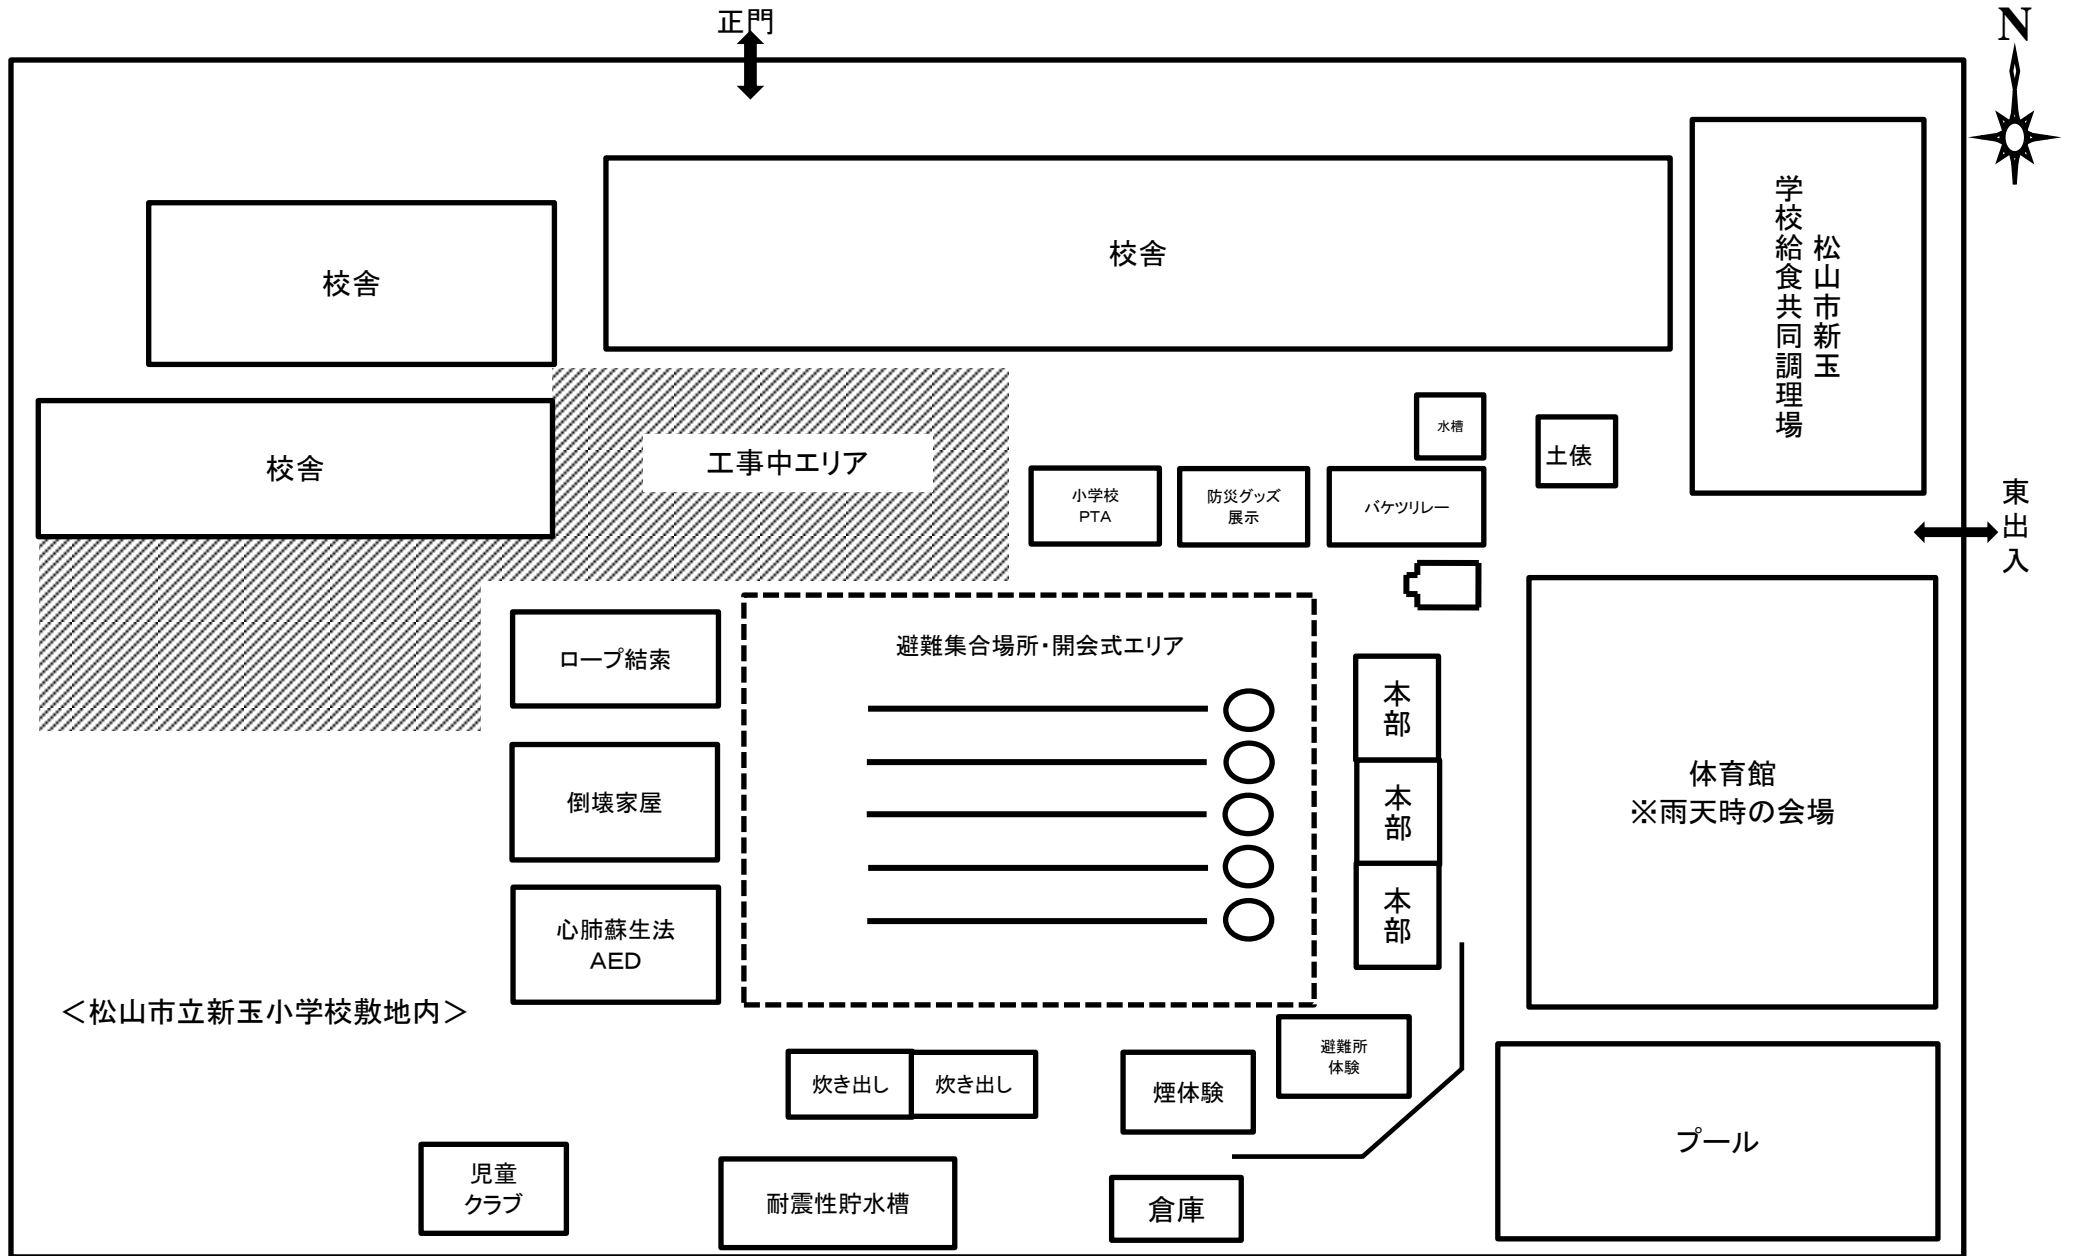 正門
N
校舎
校舎
松山市新玉
学校給食共同調理場
校舎
工事中エリア
水槽
土俵
小学校
PTA
防災グッズ
展示
バケツリレー
東出入
ロープ結索
避難集合場所・開会式エリア
本部
倒壊家屋
本部
体育館
※雨天時の会場
心肺蘇生法
AED
本部
＜松山市立新玉小学校敷地内＞
避難所
体験
炊き出し
炊き出し
煙体験
プール
児童
クラブ
耐震性貯水槽
倉庫